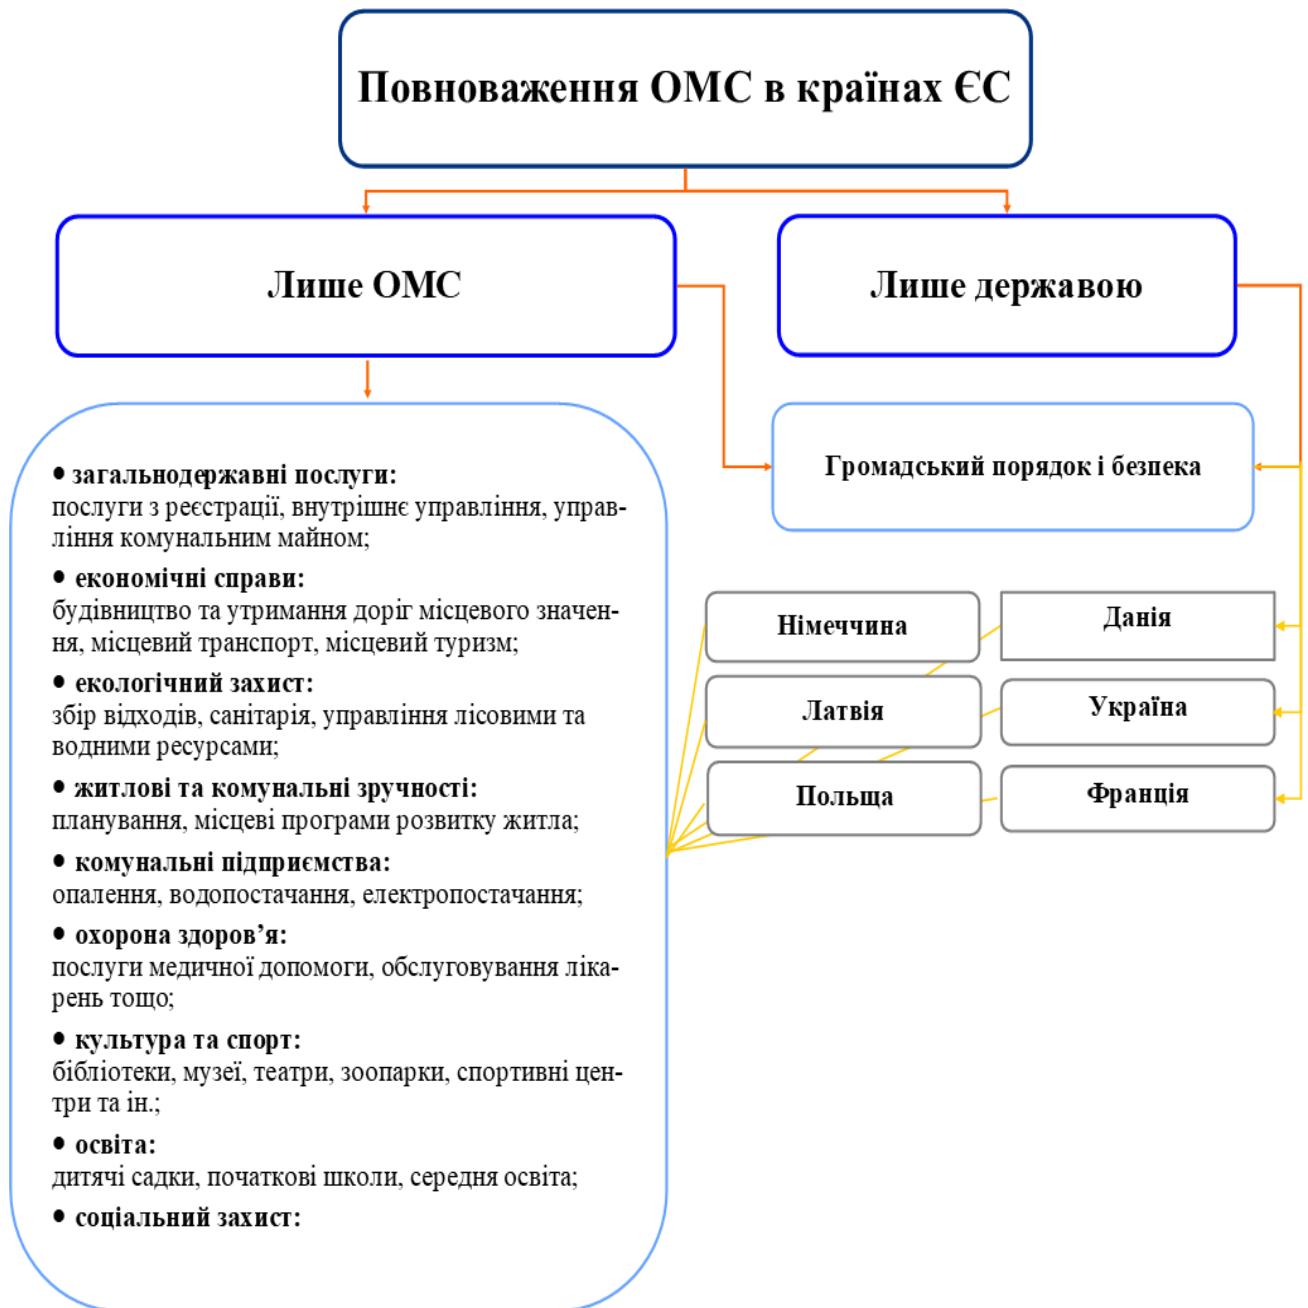 Повноваження ОМС в країнах ЄС
Лише ОМС
Лише державою
• загальнодержавні послуги:
послуги з реєстрації, внутрішнє управління, управ-
ління комунальним майном;
• економічні справи:
будівництво та утримання доріг місцевого значен-
ня, місцевий транспорт, місцевий туризм;
• екологічний захист:
збір відходів, санітарія, управління лісовими та
водними ресурсами;
• житлові та комунальні зручності:
планування, місцеві програми розвитку житла;
• комунальні підприємства:
опалення, водопостачання, електропостачання;
• охорона здоров’я:
послуги медичної допомоги, обслуговування ліка-
рень тощо;
• культура та спорт:
бібліотеки, музеї, театри, зоопарки, спортивні цен-
три та ін.;
• освіта:
дитячі садки, початкові школи, середня освіта;
• соціальний захист:
Громадський порядок і безпека
Німеччина
Данія
Латвія
Україна
Польща
Франція